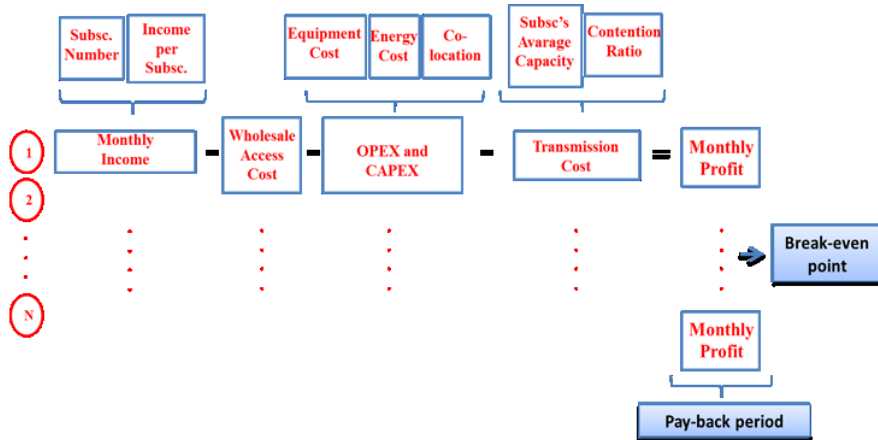 Subsc.
Number
Income
per
Subsc.
Equipment
Cost
Energy
Cost
Co-
location
Subsc's
Avarage
Capacity
Contention
Ratio
1
Monthly
Income
-
Wholesale
Access
Cost
-
OPEX and
CAPEX
-
Transmission
Cost
=
Monthly
Profit
2
Break-even
point
N
Monthly
Profit
Pay-back period